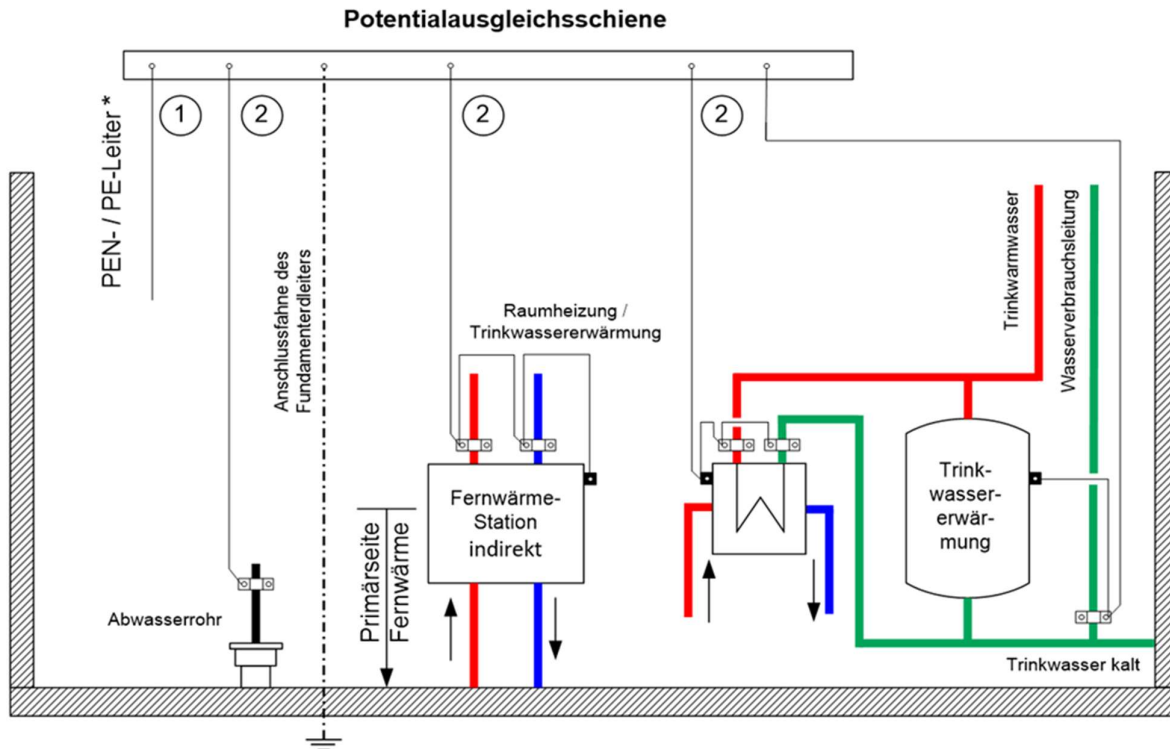 Potentialausgleichsschiene
PEN- / PE-Leiter *
1
2
2
2
Anschlussfahne des
Fundamenterdleiters
Raumheizung /
Trinkwassererwärmung
Trinkwarmwasser
Wasserverbrauchsleitung
Fernwärme-
Station
indirekt
Trink-
wasser-
erwär-
mung
Primärseite
Fernwärme
Abwasserrohr
Trinkwasser kalt